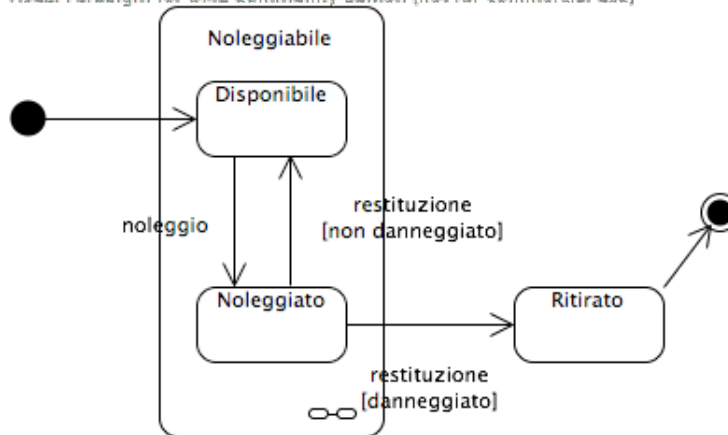 Noleggiabile
Disponibile
noleggio
restituzione
[non danneggiato]
Noleggiato
Ritirato
restituzione
[danneggiato]